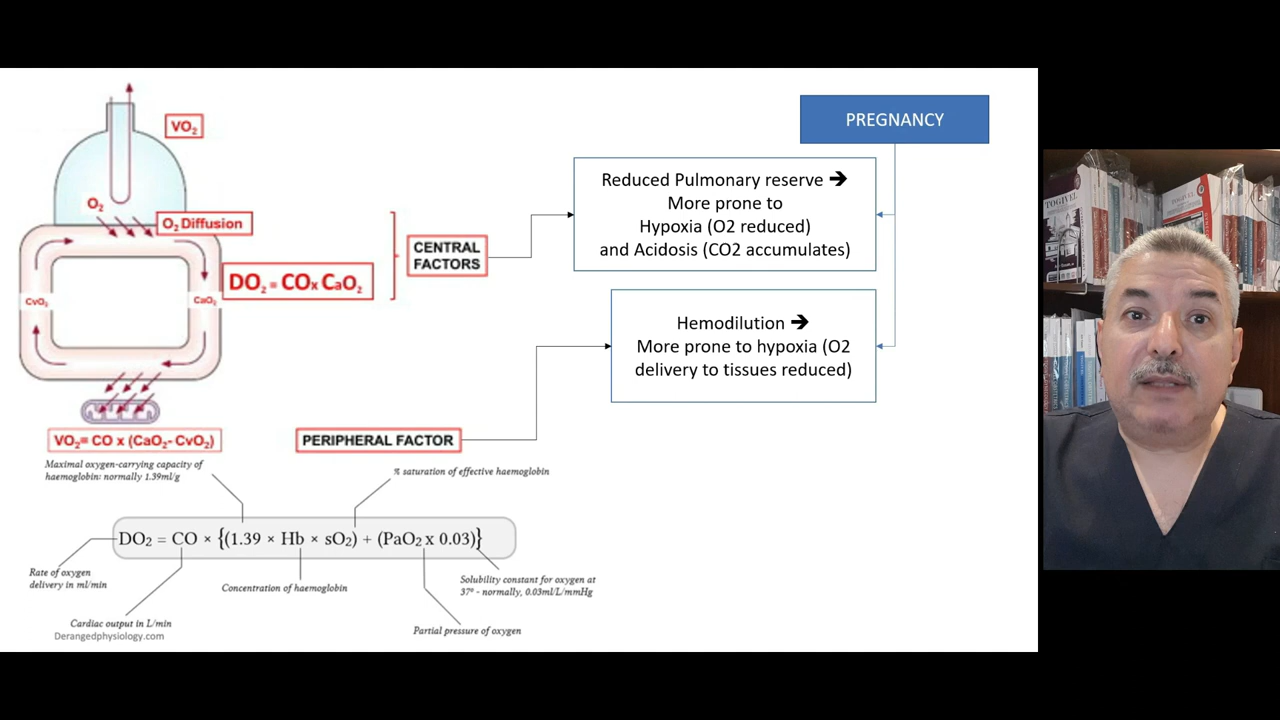 VO₂
O₂
O₂ Diffusion
DO₂ = COx CaO₂
CvO₂
CaO₂
CENTRAL
FACTORS
PREGNANCY
Reduced Pulmonary reserve ➔
More prone to
Hypoxia (O2 reduced)
and Acidosis (CO2 accumulates)
Hemodilution ➔
More prone to hypoxia (O2
delivery to tissues reduced)
VO₂= CO x (CaO₂- CvO₂)
PERIPHERAL FACTOR
Maximal oxygen-carrying capacity of
haemoglobin: normally 1.39ml/g
% saturation of effective haemoglobin
DO₂ = CO × {(1.39 × Hb × sO₂) + (PaO₂ x 0.03)}
Rate of oxygen
delivery in ml/min
Concentration of haemoglobin
Solubility constant for oxygen at
37° - normally, 0.03ml/L/mmHg
Cardiac output in L/min
Partial pressure of oxygen
Derangedphysiology.com
TOGIVEL